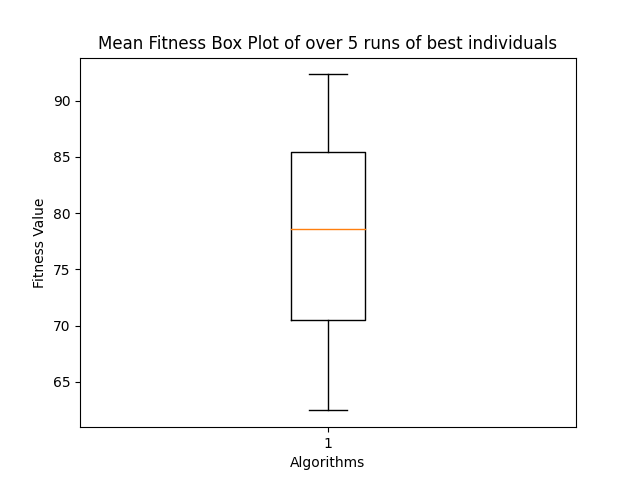 Mean Fitness Box Plot of over 5 runs of best individuals
90
85
80
75
70
65
Fitness Value
1
Algorithms